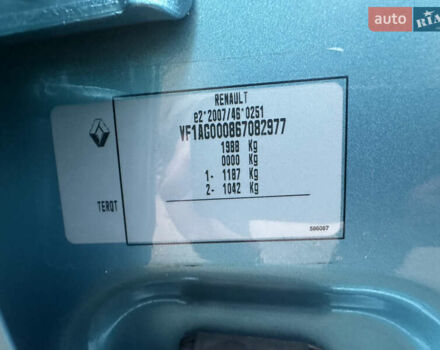 auto RIA
RENAULT
e2*2007/46*0251
VF1AG000867082977
1988 Kg
0000 Kg
1- 1187 Kg
2- 1042 Kg
TERQT
596097